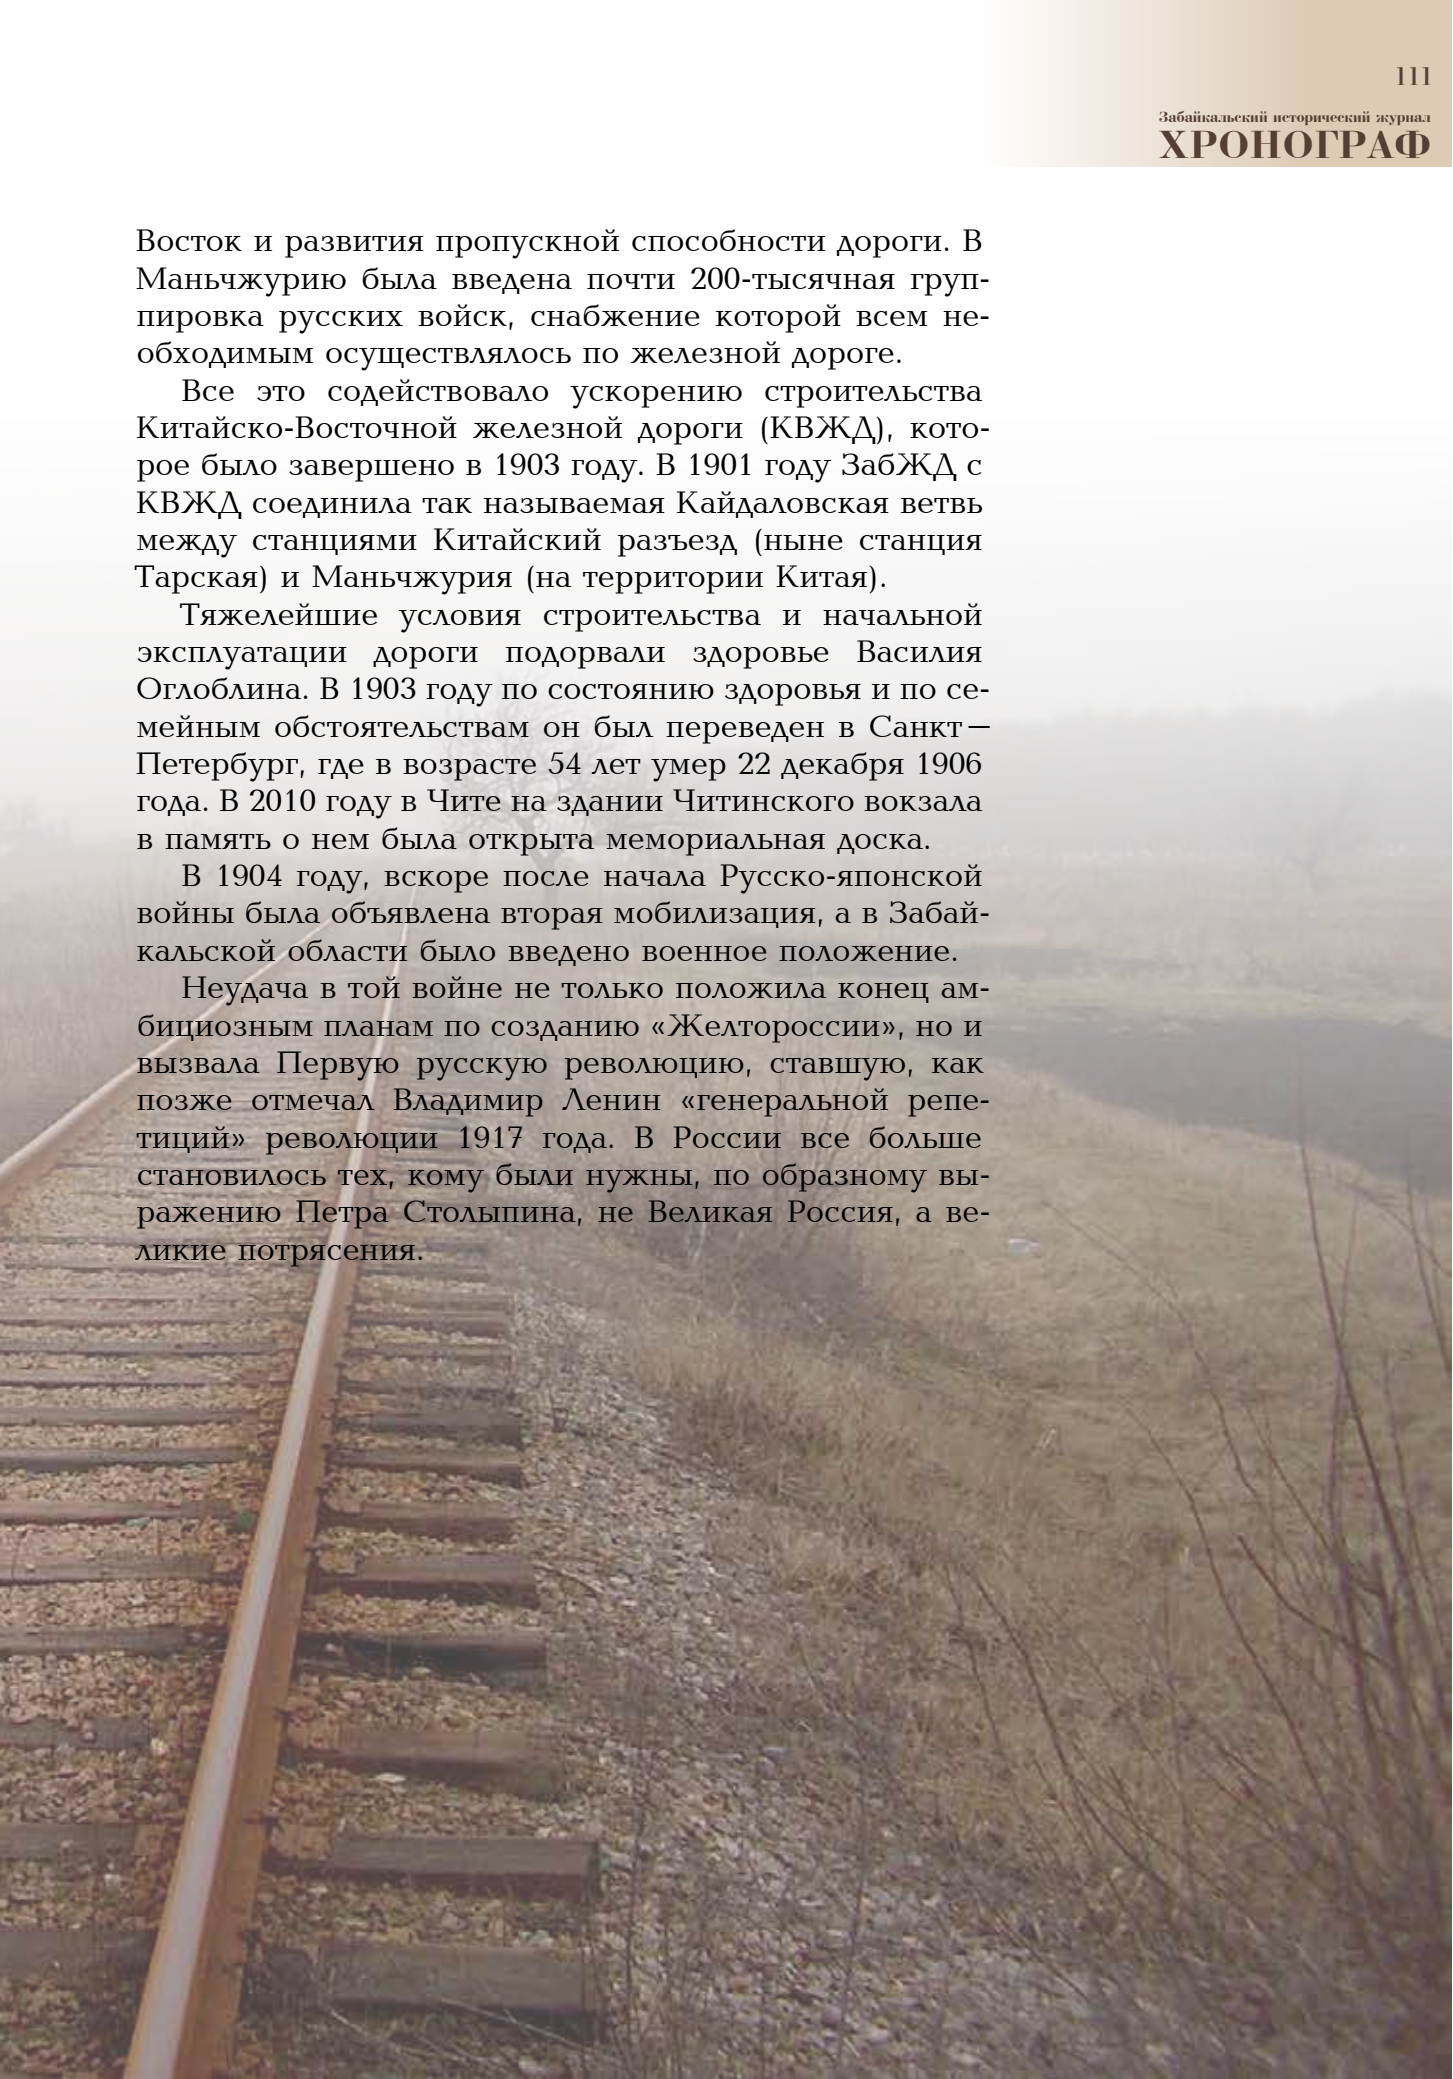 111
Забайкальский исторический журнал
ХРОНОГРАФ
Восток и развития пропускной способности дороги. В
Маньчжурию была введена почти 200-тысячная груп-
пировка русских войск, снабжение которой всем не-
обходимым осуществлялось по железной дороге.
Все это содействовало ускорению строительства
Китайско-Восточной железной дороги (КВЖД), кото-
рое было завершено в 1903 году. В 1901 году ЗабЖД с
КВЖД соединила так называемая Кайдаловская ветвь
между станциями Китайский разъезд (ныне станция
Тарская) и Маньчжурия (на территории Китая).
Тяжелейшие условия строительства и начальной
эксплуатации дороги подорвали здоровье Василия
Оглоблина. В 1903 году по состоянию здоровья и по се-
мейным обстоятельствам он был переведен в Санкт—
Петербург, где в возрасте 54 лет умер 22 декабря 1906
года. В 2010 году в Чите на здании Читинского вокзала
в память о нем была открыта мемориальная доска.
В 1904 году, вскоре после начала Русско-японской
войны была объявлена вторая мобилизация, а в Забай-
кальской области было введено военное положение.
Неудача в той войне не только положила конец ам-
бициозным планам по созданию «Желтороссии», но и
вызвала Первую русскую революцию, ставшую, как
позже отмечал Владимир Ленин «генеральной репе-
тиций» революции 1917 года. В России все больше
становилось тех, кому были нужны, по образному вы-
ражению Петра Столыпина, не Великая Россия, а ве-
ликие потрясения.